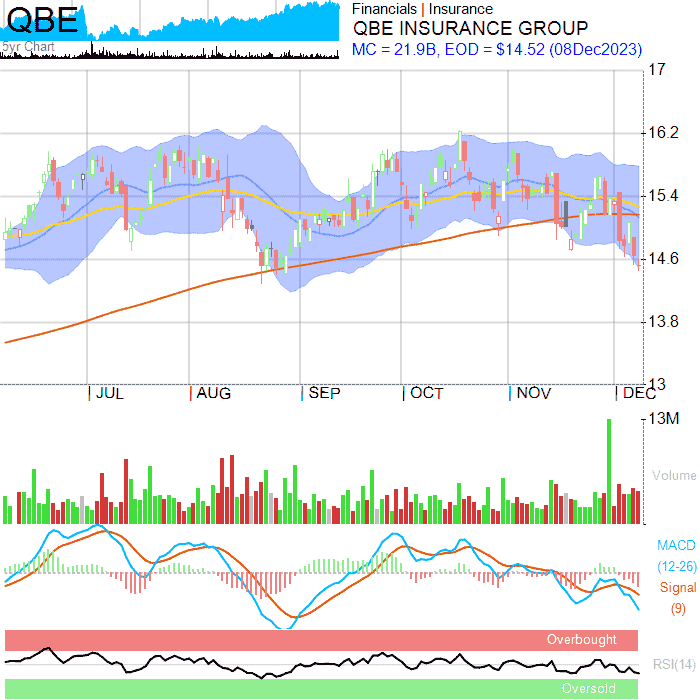 QBE
5yr Chart
Financials | Insurance
QBE INSURANCE GROUP
MC = 21.9B, EOD = $14.52 (08Dec2023)
17
16.2
15.4
14.6
13.8
13
JUL
AUG
SEP
OCT
NOV
DEC
13M
Volume
MACD
(12-26)
Signal
(9)
Overbought
RSI(14)
Oversold